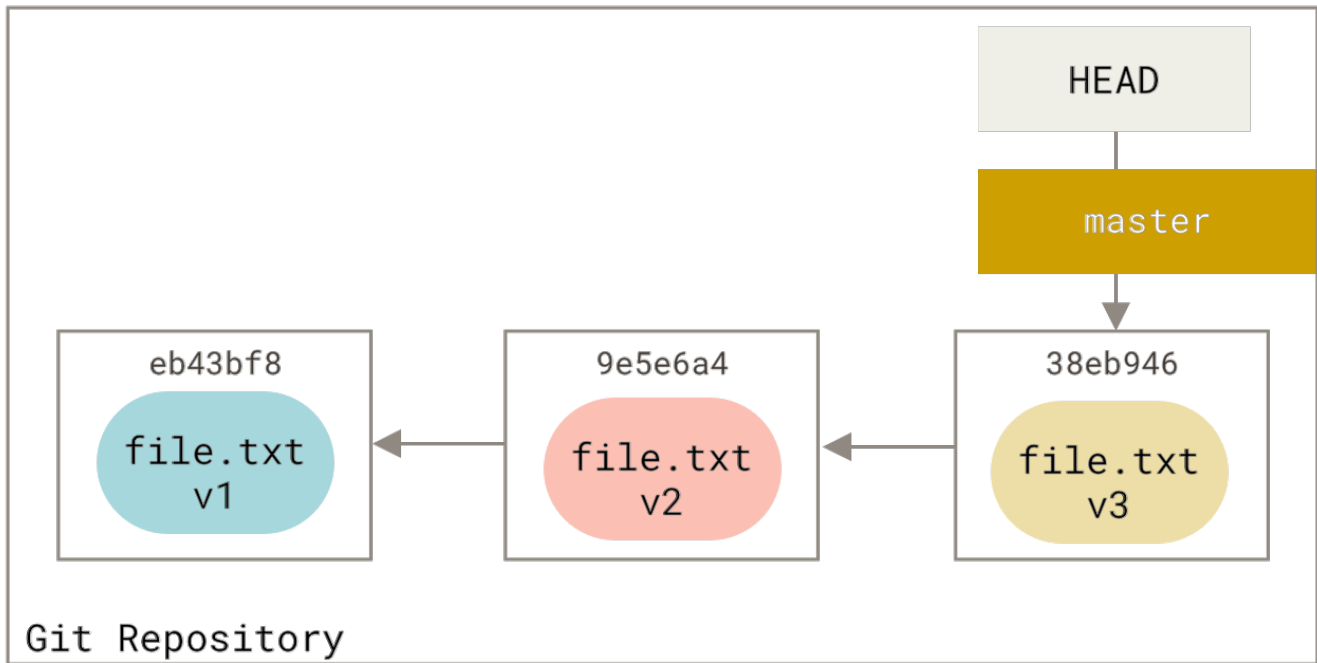 HEAD
master
eb43bf8
9e5e6a4
38eb946
file.txt
v1
file.txt
v2
file.txt
v3
Git Repository